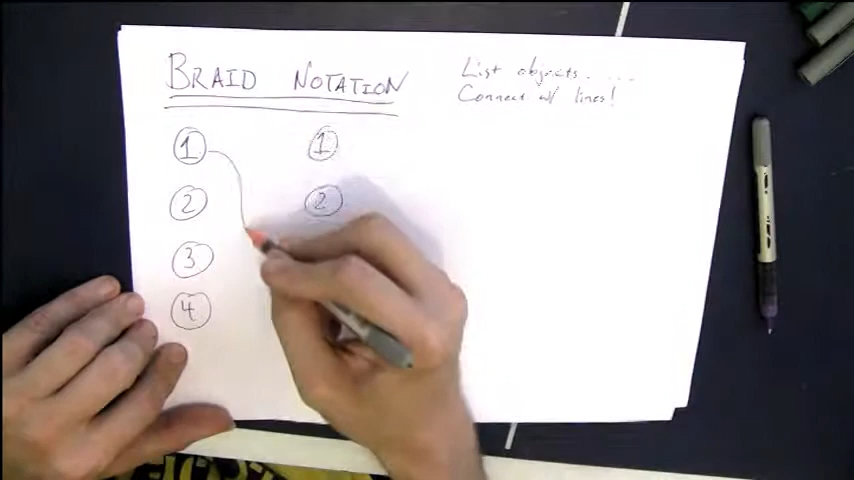 BRAID NOTATION
List objects. ...
Connect w/ lines!
1 1
2 2
3
4